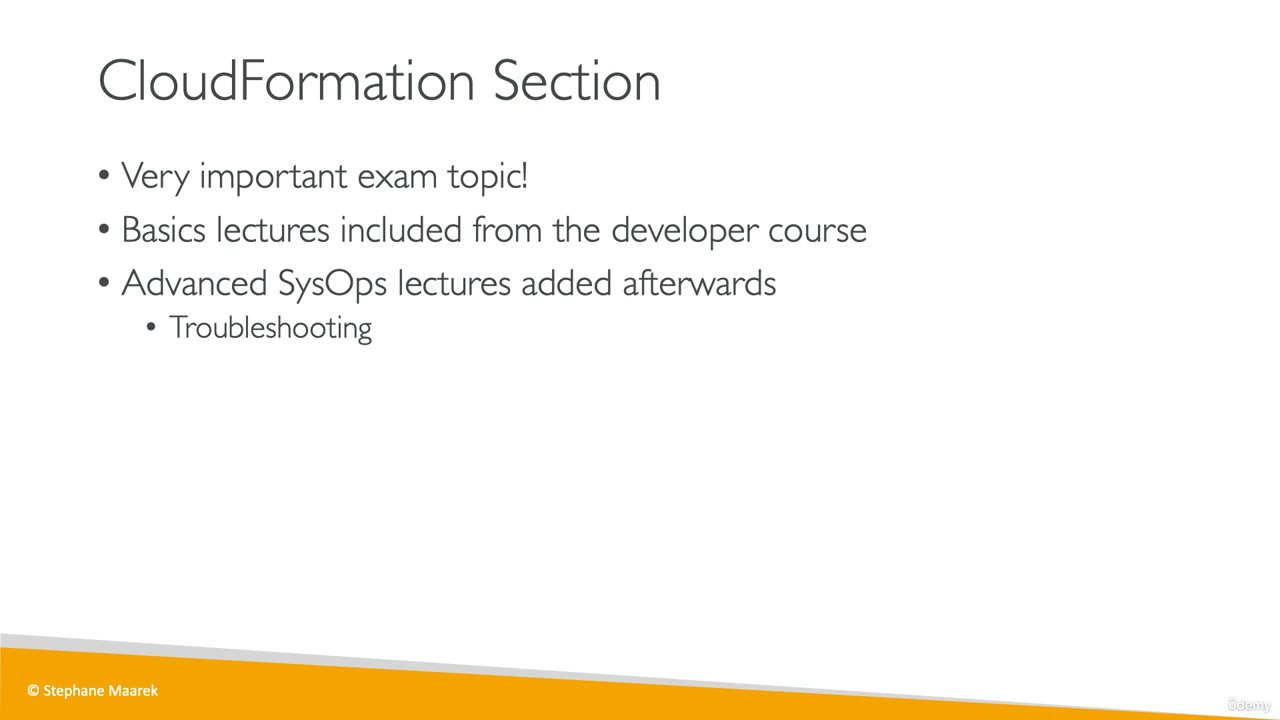 CloudFormation Section
• Very important exam topic!
• Basics lectures included from the developer course
• Advanced SysOps lectures added afterwards
• Troubleshooting
© Stephane Maarek
ûdemy